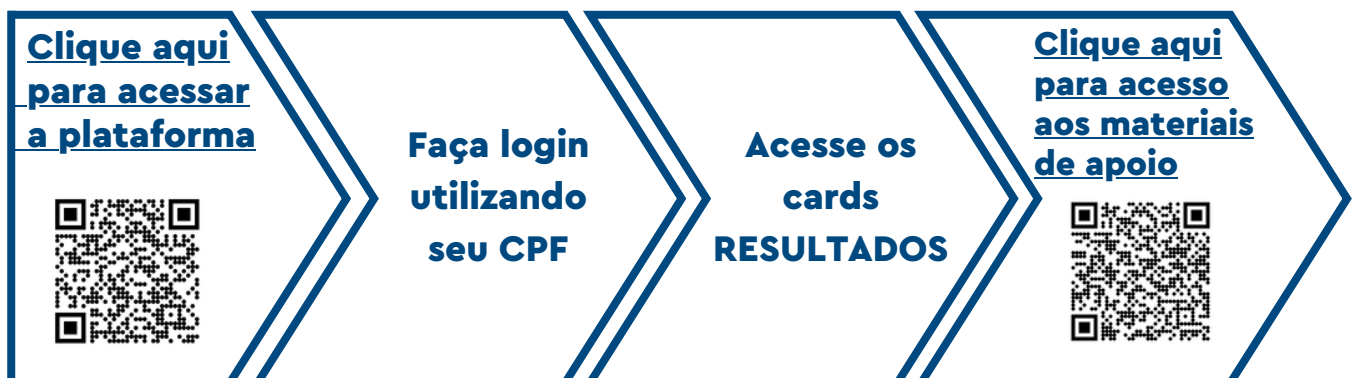 Clique aqui
para acessar
a plataforma
Faça login
utilizando
seu CPF
Acesse os
cards
RESULTADOS
Clique aqui
para acesso
aos materiais
de apoio